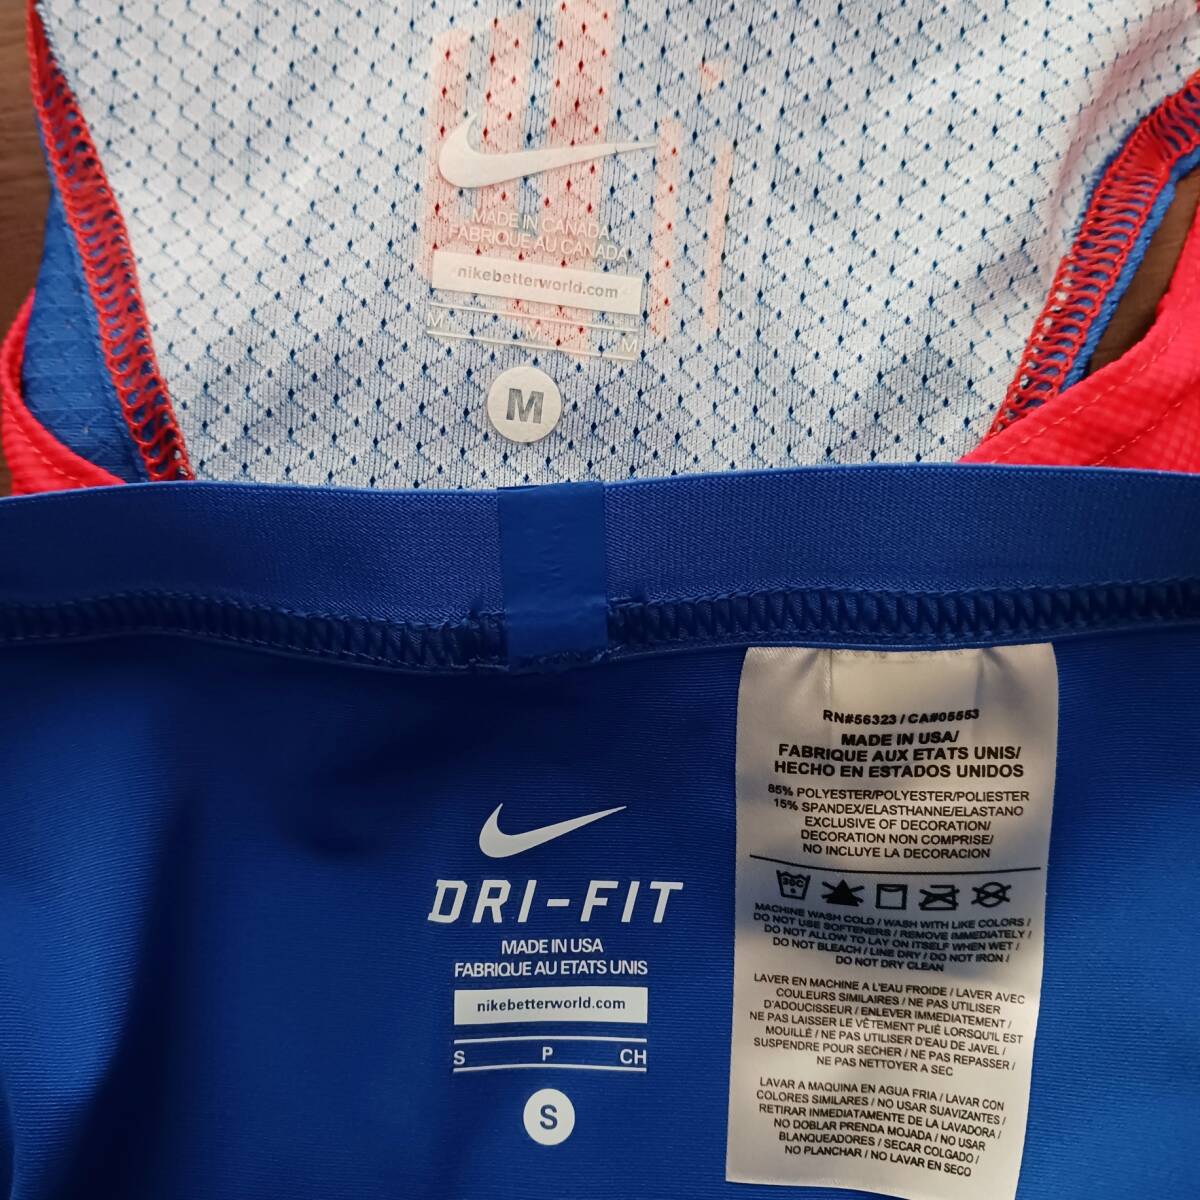 MADE IN CANADA
FABRIQUE AU CANADA
nikebetterworld.com
M M M
M
RN#56323 / CA#05553
MADE IN USA/
FABRIQUE AUX ETATS UNIS/
HECHO EN ESTADOS UNIDOS
85% POLYESTER/POLYESTER/POLIESTER
15% SPANDEX/ELASTHANNE/ELASTANO
EXCLUSIVE OF DECORATION/
DECORATION NON COMPRISE/
NO INCLUYE LA DECORACION
30C
MACHINE WASH COLD / WASH WITH LIKE COLORS /
DO NOT USE SOFTENERS / REMOVE IMMEDIATELY /
DO NOT ALLOW TO LAY ON ITSELF WHEN WET /
DO NOT BLEACH / LINE DRY / DO NOT IRON /
DO NOT DRY CLEAN
LAVER EN MACHINE A L'EAU FROIDE / LAVER AVEC
COULEURS SIMILAIRES / NE PAS UTILISER
D'ADOUCISSEUR / ENLEVER IMMEDIATEMENT /
NE PAS LAISSER LE VÊTEMENT PLIÉ LORSQU'IL EST
MOUILLÉ / NE PAS UTILISER D'EAU DE JAVEL /
SUSPENDRE POUR SECHER / NE PAS REPASSER /
NE PAS NETTOYER A SEC
LAVAR A MAQUINA EN AGUA FRIA / LAVAR CON
COLORES SIMILARES / NO USAR SUAVIZANTES /
RETIRAR INMEDIATAMENTE DE LA LAVADORA /
NO DOBLAR PRENDA MOJADA / NO USAR
BLANQUEADORES / SECAR COLGADO /
NO PLANCHAR / NO LAVAR EN SECO
DRI-FIT
MADE IN USA
FABRIQUE AU ETATS UNIS
nikebetterworld.com
S P CH
S